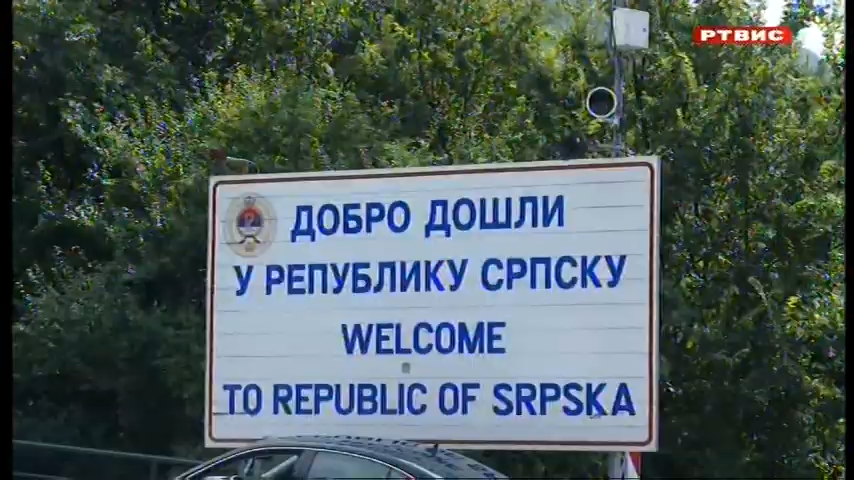 РТВИС
ДОБРО ДОШЛИ
У РЕПУБЛИКУ СРПСКУ
WELCOME
TO REPUBLIC OF SRPSKA